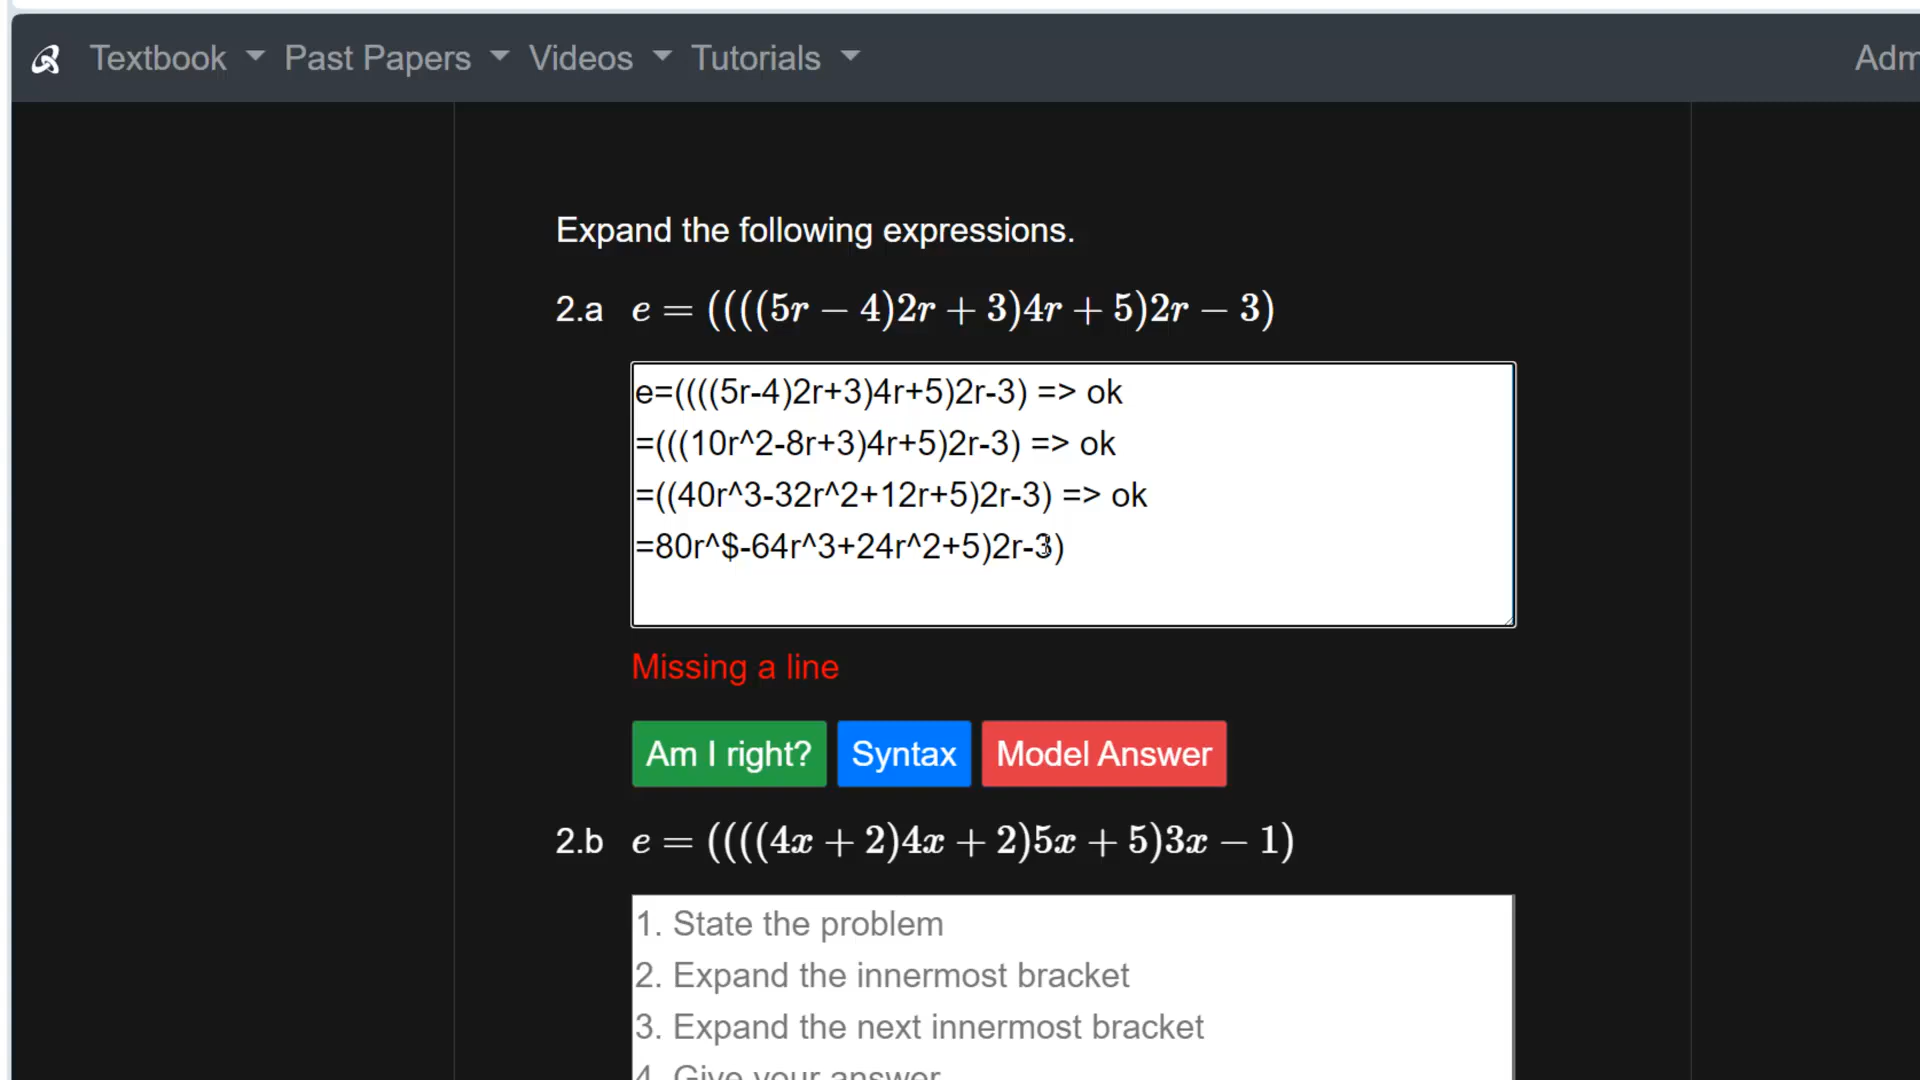 Textbook Past Papers Videos Tutorials Adm
Expand the following expressions.
2.a e = ((((5r − 4)2r + 3)4r + 5)2r − 3)
e=((((5r-4)2r+3)4r+5)2r-3) => ok
=(((10r^2-8r+3)4r+5)2r-3) => ok
=((40r^3-32r^2+12r+5)2r-3) => ok
=80r^$-64r^3+24r^2+5)2r-3)
Missing a line
Am I right? Syntax Model Answer
2.b e = ((((4x + 2)4x + 2)5x + 5)3x − 1)
1. State the problem
2. Expand the innermost bracket
3. Expand the next innermost bracket
4. Give your answer